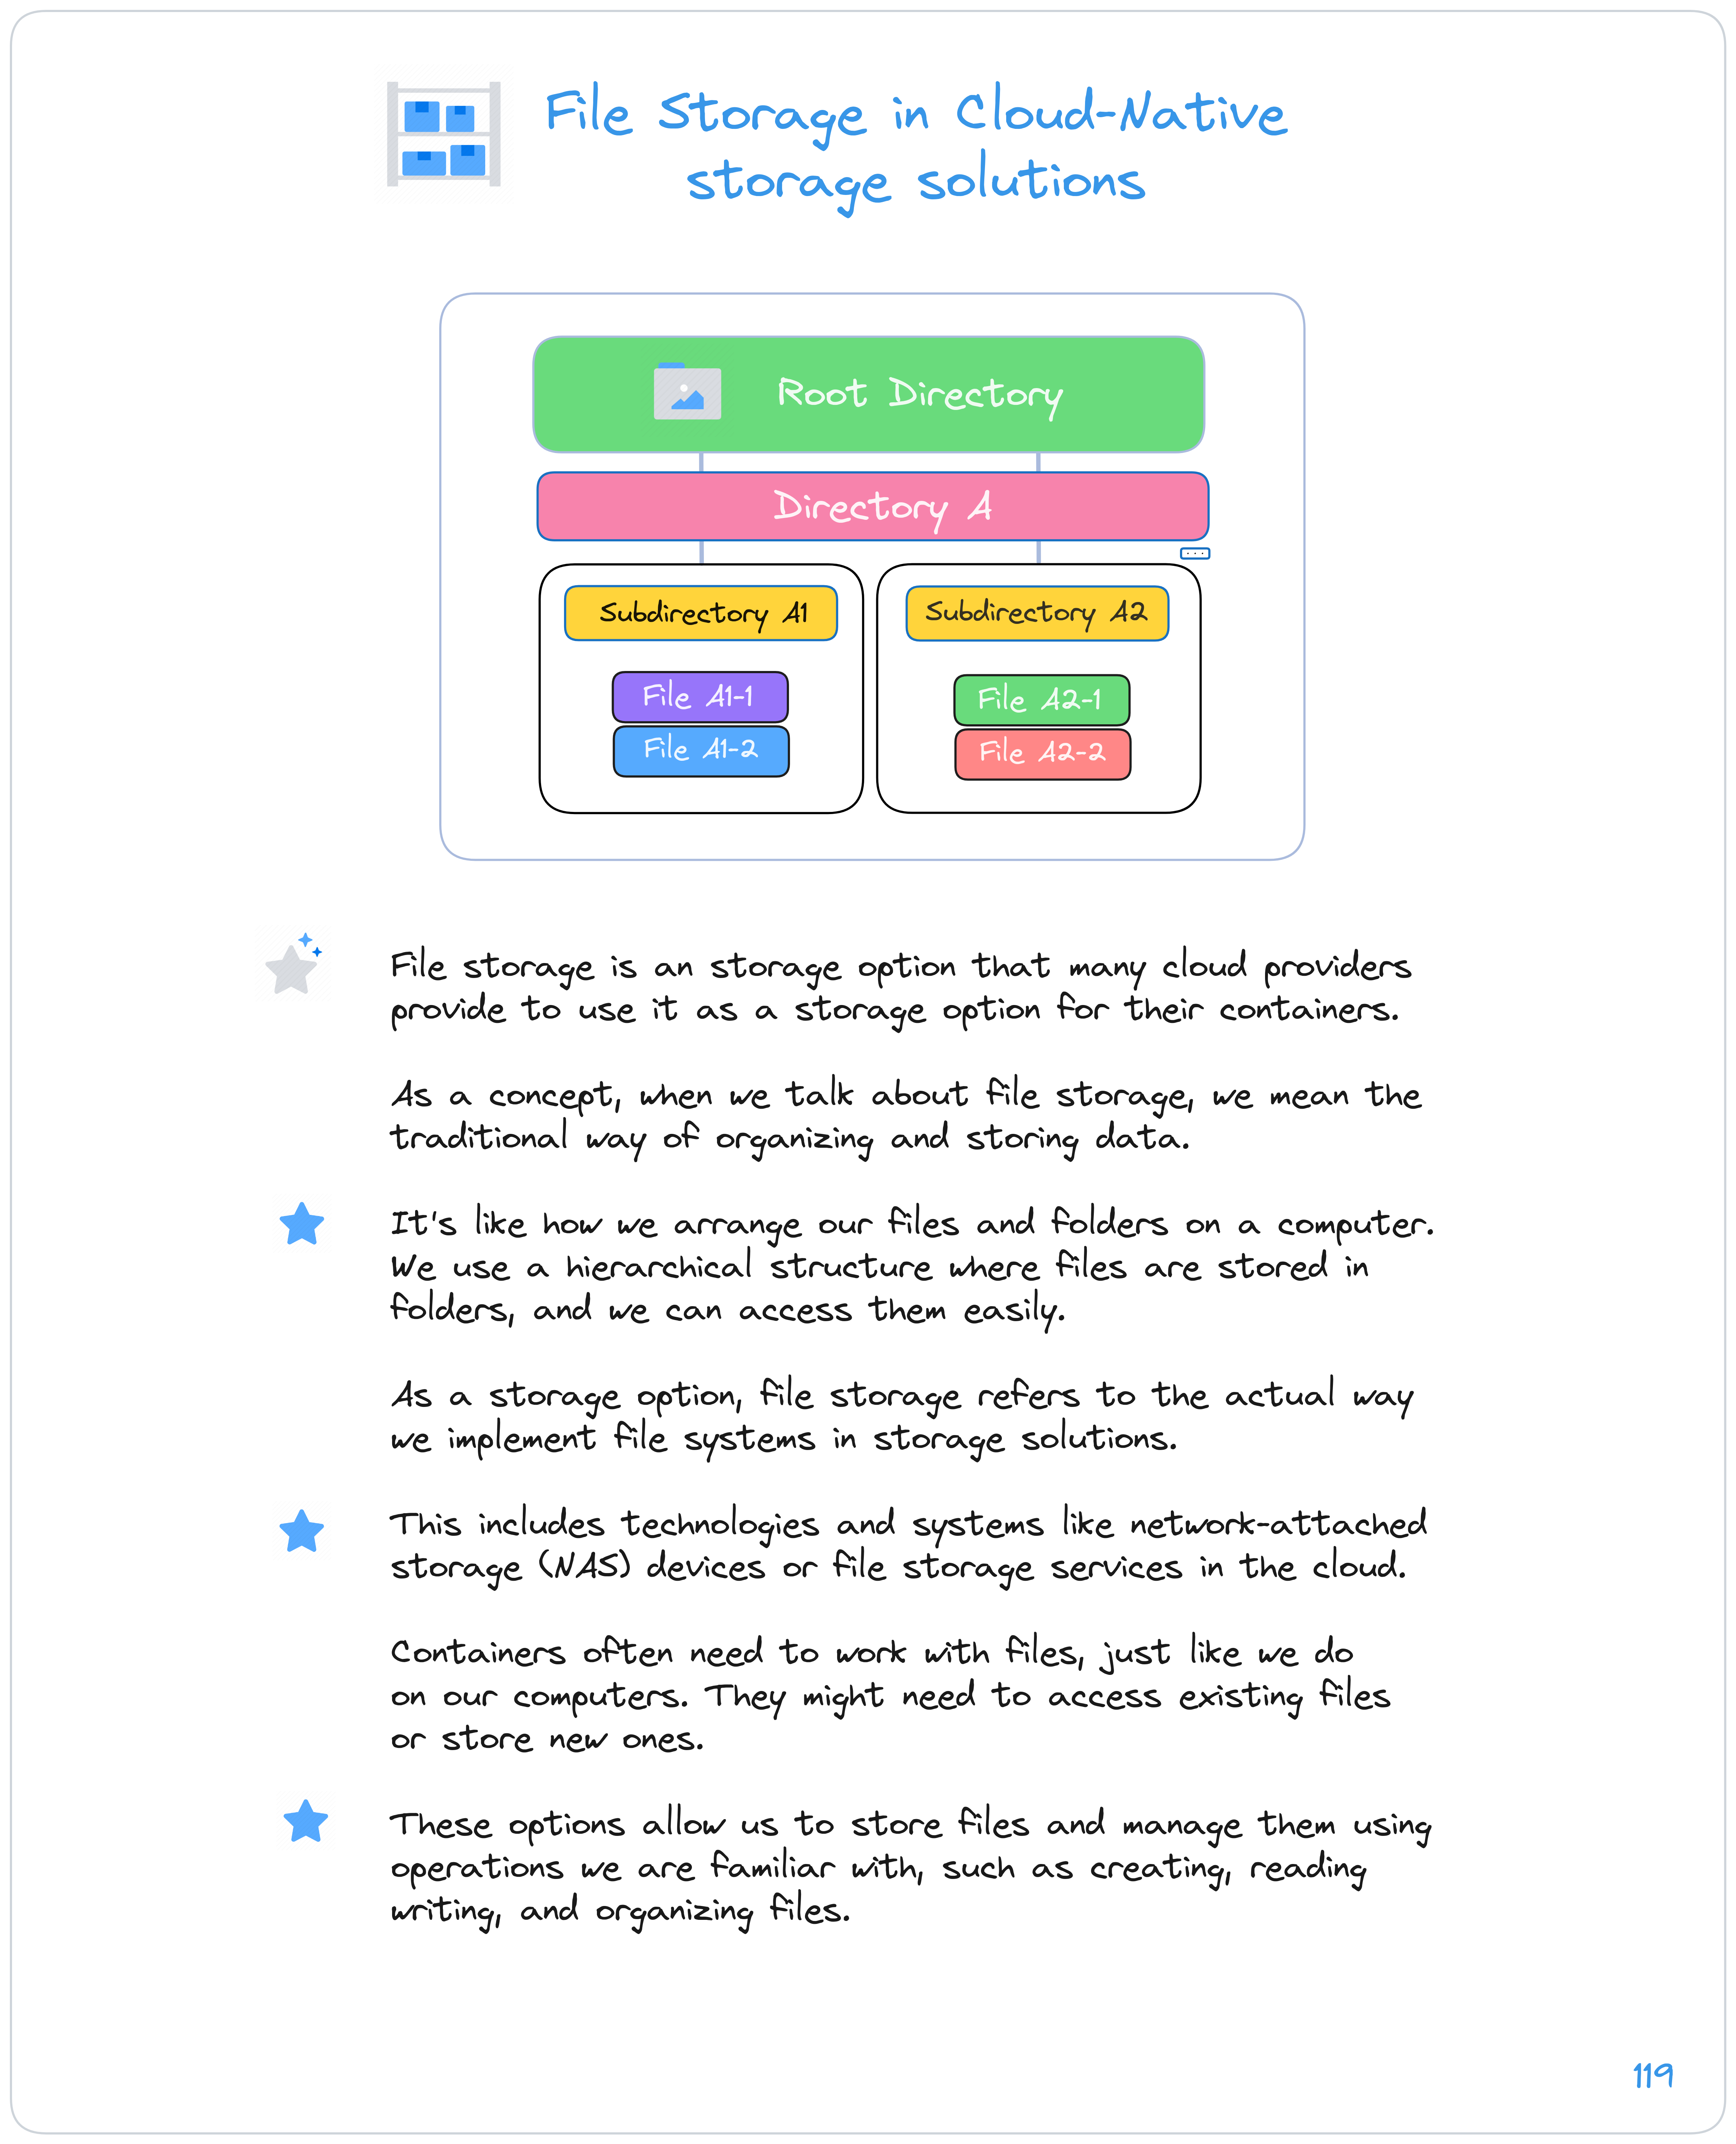 File Storage in Cloud-Native
storage solutions
Root Directory
Directory A
...
Subdirectory A1
Subdirectory A2
File A1-1
File A1-2
File A2-1
File A2-2
File storage is an storage option that many cloud providers
provide to use it as a storage option for their containers.
As a concept, when we talk about file storage, we mean the
traditional way of organizing and storing data.
It's like how we arrange our files and folders on a computer.
We use a hierarchical structure where files are stored in
folders, and we can access them easily.
As a storage option, file storage refers to the actual way
we implement file systems in storage solutions.
This includes technologies and systems like network-attached
storage (NAS) devices or file storage services in the cloud.
Containers often need to work with files, just like we do
on our computers. They might need to access existing files
or store new ones.
These options allow us to store files and manage them using
operations we are familiar with, such as creating, reading
writing, and organizing files.
119